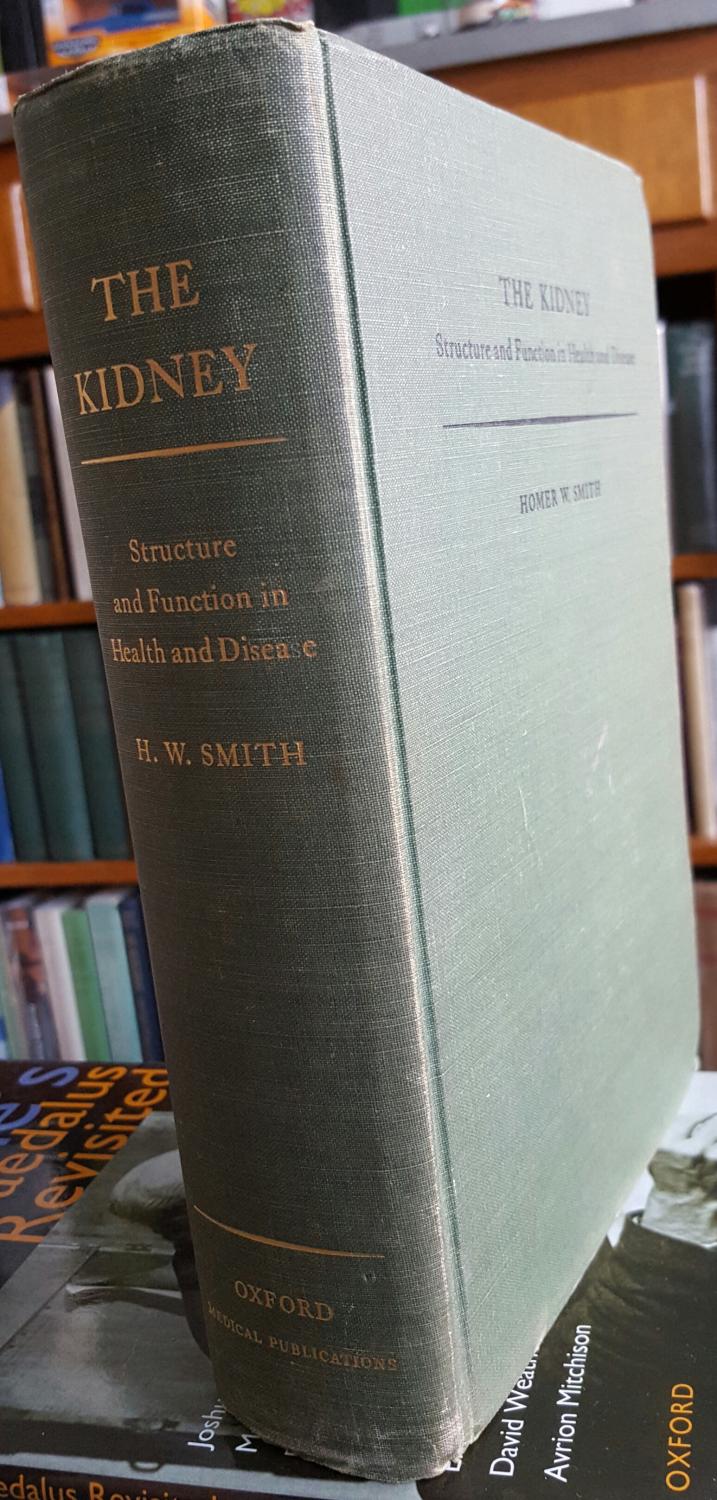 THE
KIDNEY
Structure
and Function in
Health and Disease
H. W. SMITH
OXFORD
MEDICAL PUBLICATIONS
THE KIDNEY
Structure and Function in Health and Disease
HOMER W. SMITH
Revisited
David
Avrion Mitchison
OXFORD